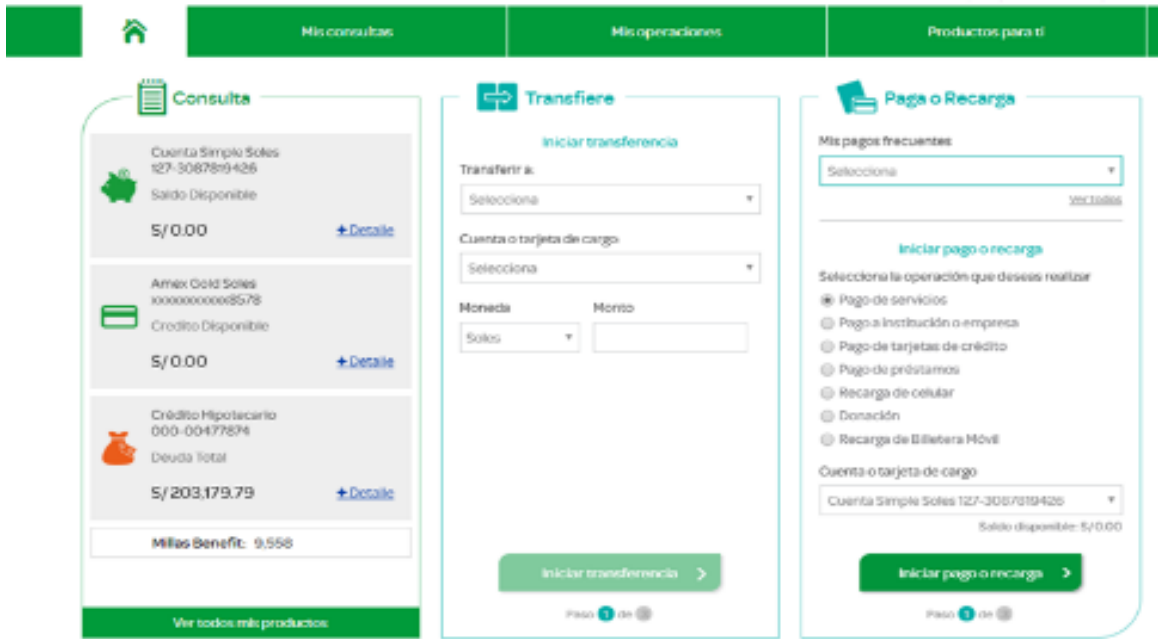 Mis consultas
Mis operaciones
Productos para ti
Consulta
Cuenta Simple Soles
127-3087819426
Saldo Disponible
S/ 0.00
+ Detalle
Amex Gold Soles
xxxxxxxxxxx8578
Credito Disponible
S/ 0.00
+ Detalle
Crédito Hipotecario
000-00477874
Deuda Total
S/ 203,179.79
+ Detalle
Millas Benefit: 9,558
Ver todos mis productos
Transfiere
Iniciar transferencia
Transferir a:
Selecciona
Cuenta o tarjeta de cargo
Selecciona
Moneda
Monto
Soles
Iniciar transferencia
Paso 1 de
Paga o Recarga
Mis pagos frecuentes
Selecciona
Ver todos
Iniciar pago o recarga
Selecciona la operación que deseas realizar
Pago de servicios
Pago a institución o empresa
Pago de tarjetas de crédito
Pago de préstamos
Recarga de celular
Donación
Recarga de Billetera Móvil
Cuenta o tarjeta de cargo
Cuenta Simple Soles 127-3087819426
Saldo disponible: S/ 0.00
Iniciar pago o recarga
Paso 1 de